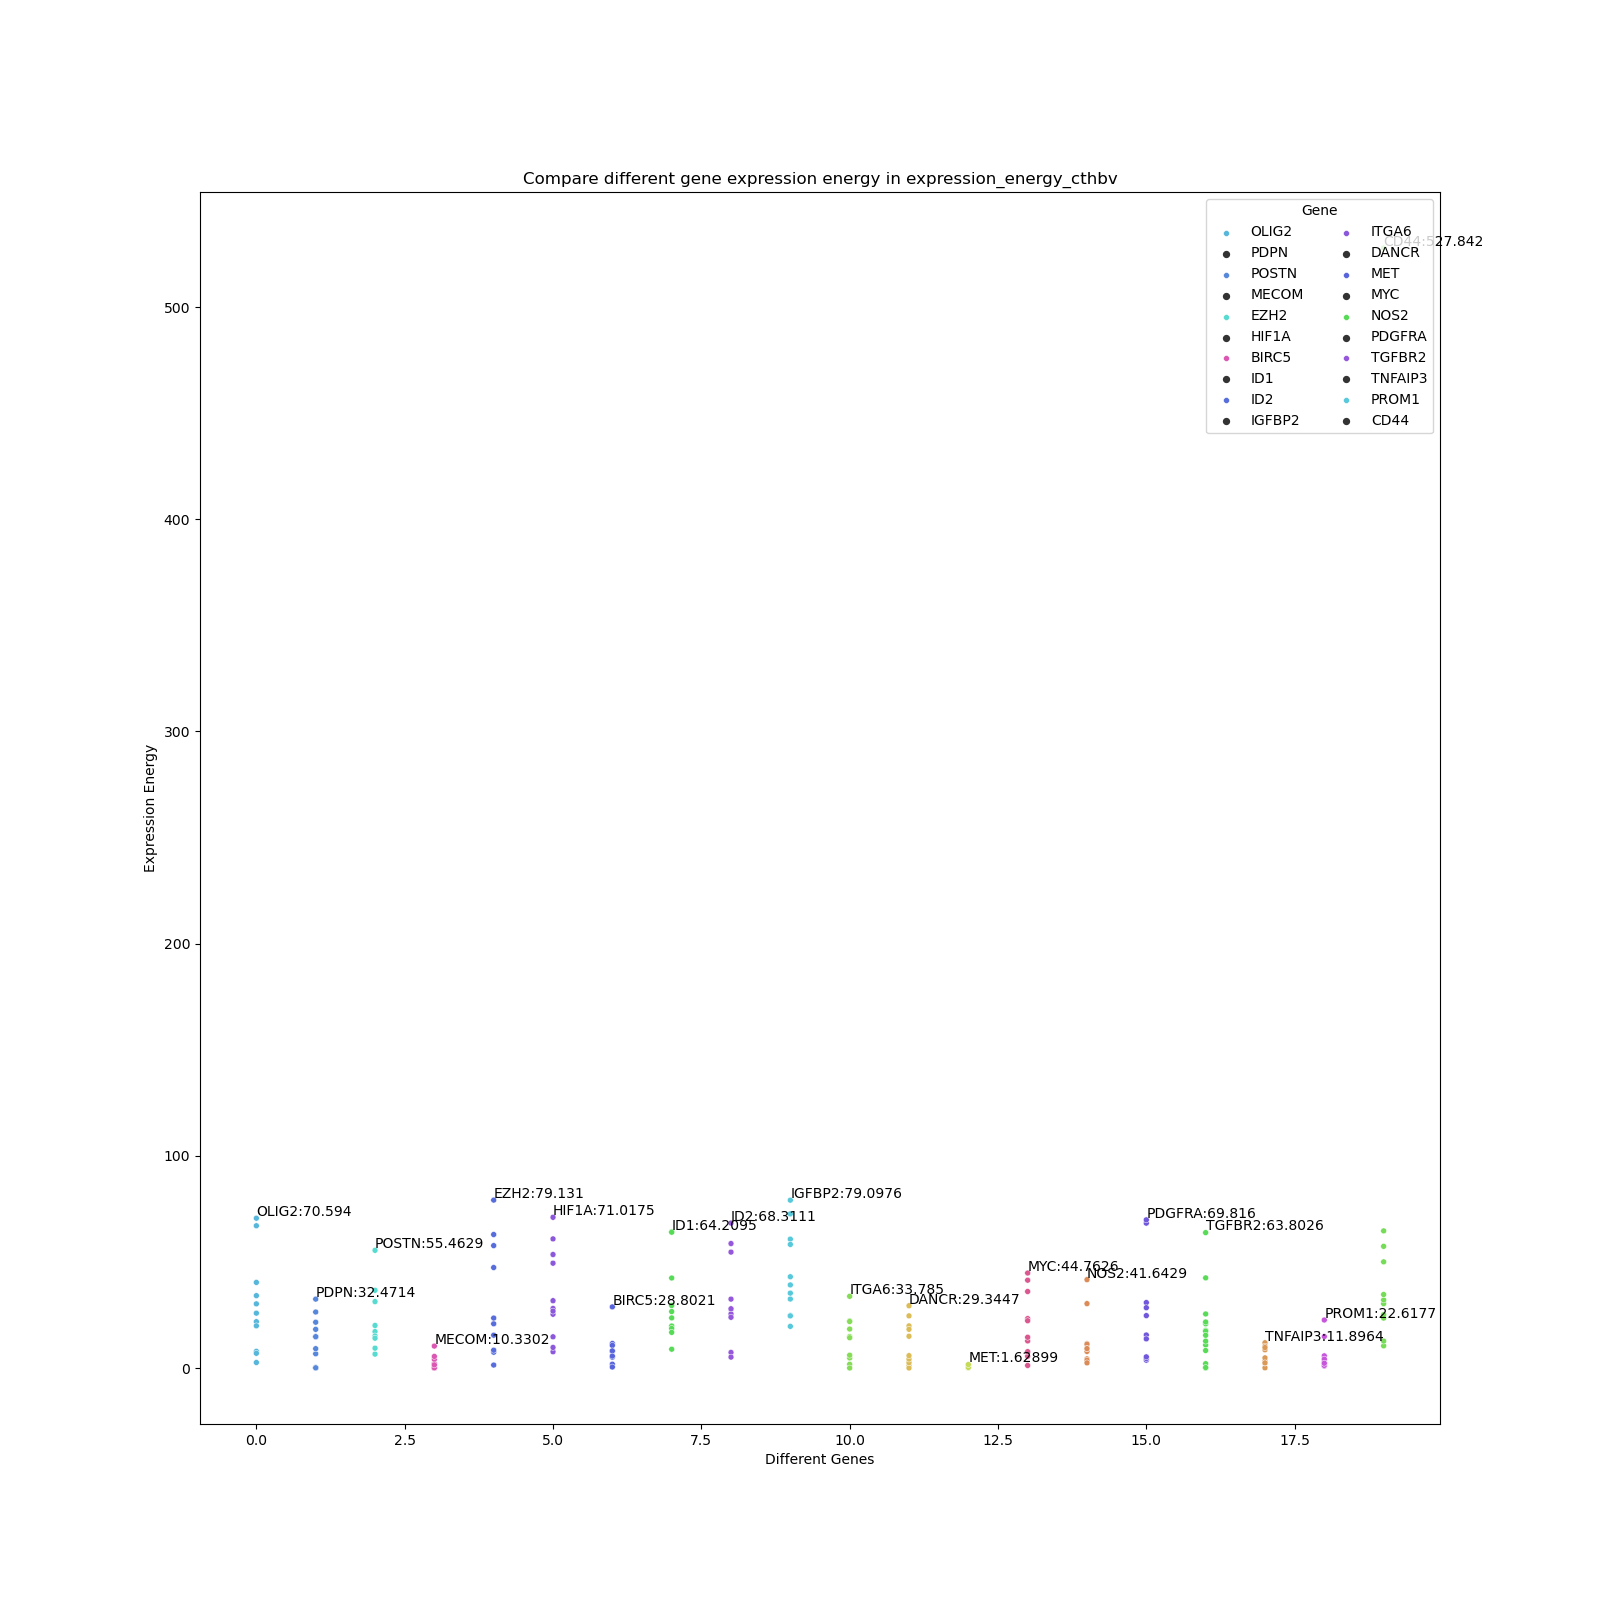 Compare different gene expression energy in expression_energy_cthbv
Gene
OLIG2
PDPN
POSTN
MECOM
EZH2
HIF1A
BIRC5
ID1
ID2
IGFBP2
ITGA6
DANCR
MET
MYC
NOS2
PDGFRA
TGFBR2
TNFAIP3
PROM1
CD44
CD44:527.842
500
400
300
200
100
0
Expression Energy
OLIG2:70.594
PDPN:32.4714
POSTN:55.4629
MECOM:10.3302
EZH2:79.131
HIF1A:71.0175
BIRC5:28.8021
ID1:64.2095
ID2:68.3111
IGFBP2:79.0976
ITGA6:33.785
DANCR:29.3447
MET:1.62899
MYC:44.7626
NOS2:41.6429
PDGFRA:69.816
TGFBR2:63.8026
TNFAIP3:11.8964
PROM1:22.6177
0.0
2.5
5.0
7.5
10.0
12.5
15.0
17.5
Different Genes